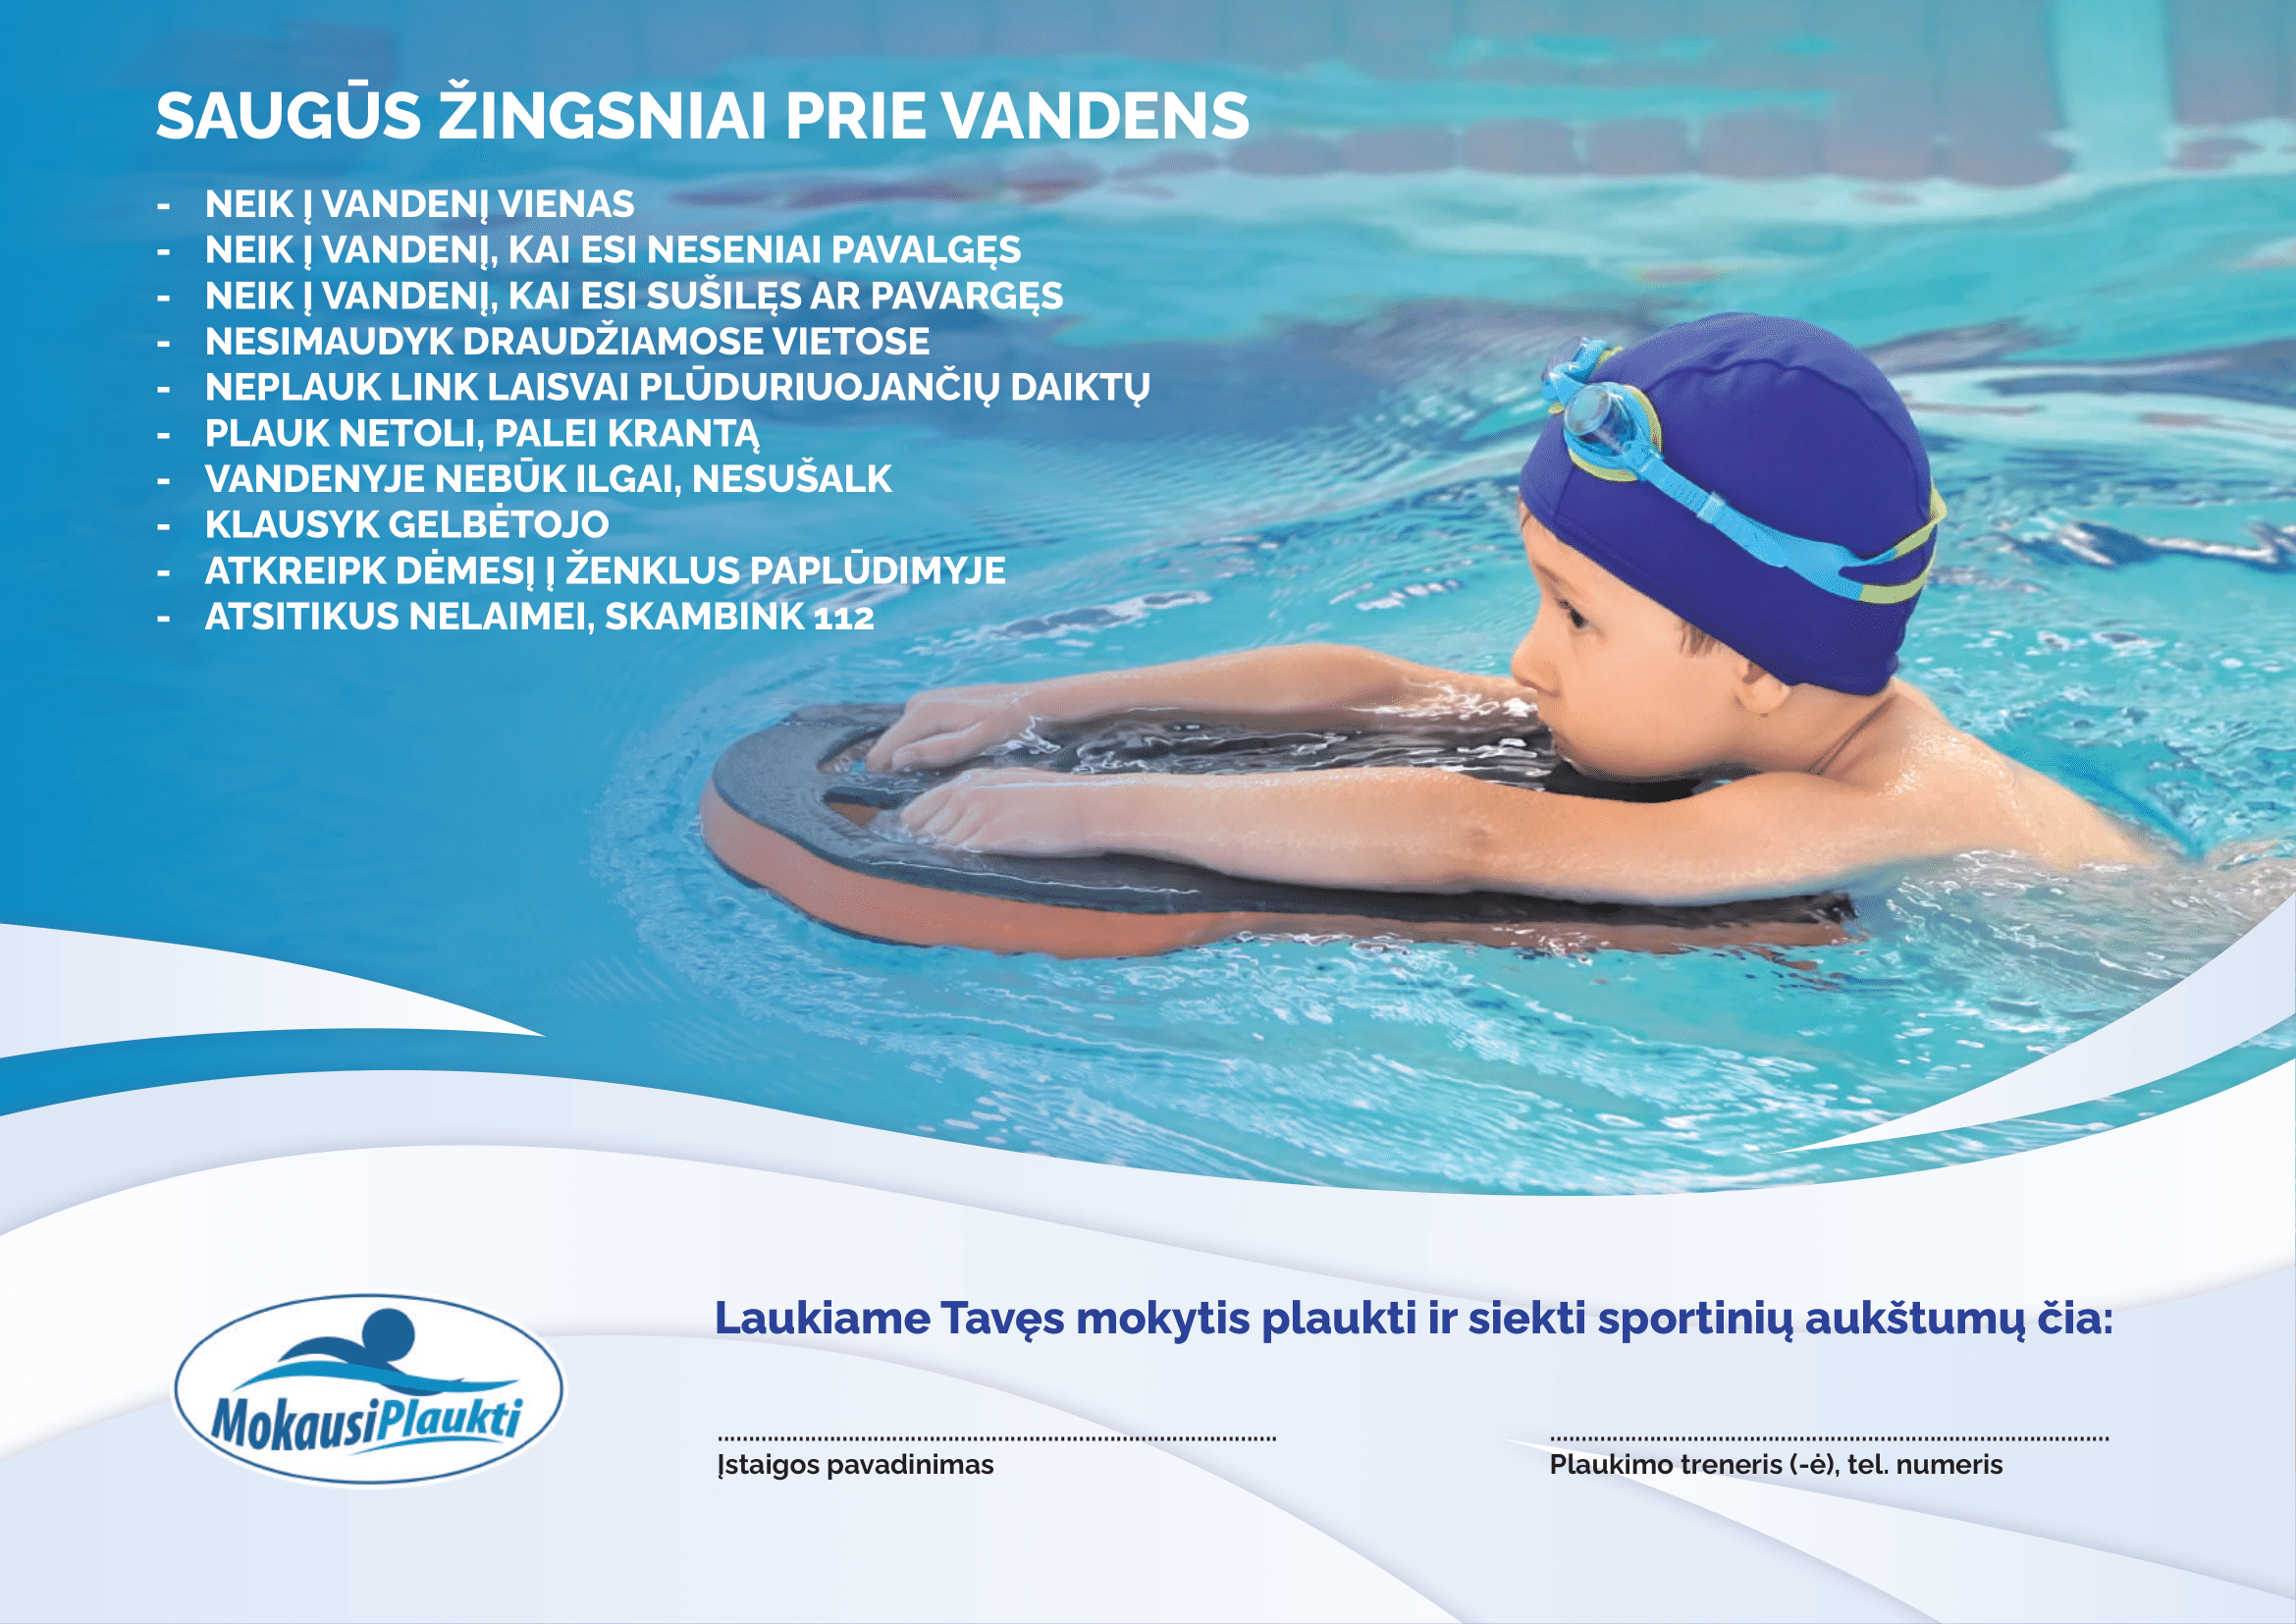 SAUGŪS ŽINGSNIAI PRIE VANDENS
- NEIK Į VANDENĮ VIENAS
- NEIK Į VANDENĮ, KAI ESI NESENIAI PAVALGĘS
- NEIK Į VANDENĮ, KAI ESI SUŠILĘS AR PAVARGĘS
- NESIMAUDYK DRAUDŽIAMOSE VIETOSE
- NEPLAUK LINK LAISVAI PLŪDURIUOJANČIŲ DAIKTŲ
- PLAUK NETOLI, PALEI KRANTĄ
- VANDENYJE NEBŪK ILGAI, NESUŠALK
- KLAUSYK GELBĖTOJO
- ATKREIPK DĖMESĮ Į ŽENKLUS PAPLŪDIMYJE
- ATSITIKUS NELAIMEI, SKAMBINK 112
Laukiame Tavęs mokytis plaukti ir siekti sportinių aukštumų čia:
MokausiPlaukti
Įstaigos pavadinimas
Plaukimo treneris (-ė), tel. numeris